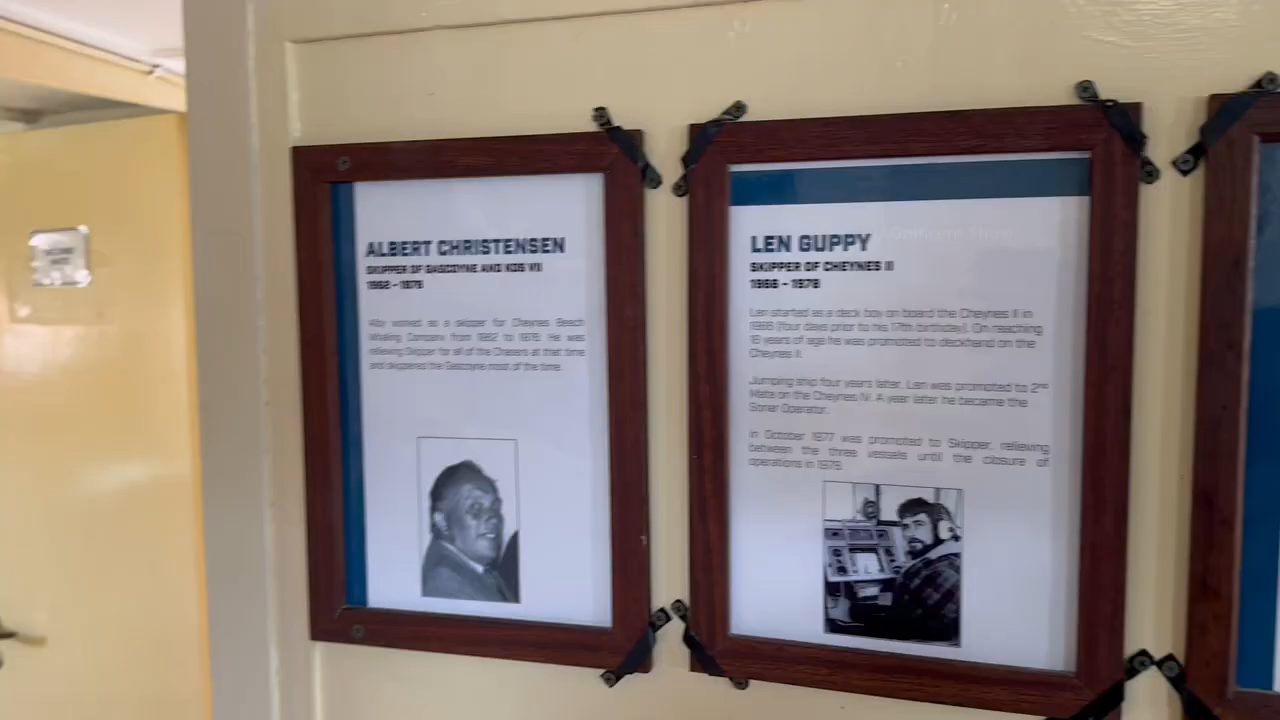 ALBERT CHRISTENSEN
SKIPPER OF GASCOYNE AND KOS VII
1962 - 1978
Alby worked as a skipper for Cheynes Beach
Whaling Company from 1962 to 1978. He was
relieving Skipper for all of the Chasers at that time
and skippered the Gascoyne most of the time.
LEN GUPPY
SKIPPER OF CHEYNES II
1966 - 1978
Len started as a deck boy on board the Cheynes II in
1966 (four days prior to his 17th birthday). On reaching
18 years of age he was promoted to deckhand on the
Cheynes II.
Jumping ship four years later, Len was promoted to 2nd
Mate on the Cheynes IV. A year later he became the
Sonar Operator.
In October 1977 was promoted to Skipper, relieving
between the three vessels until the closure of
operations in 1978.